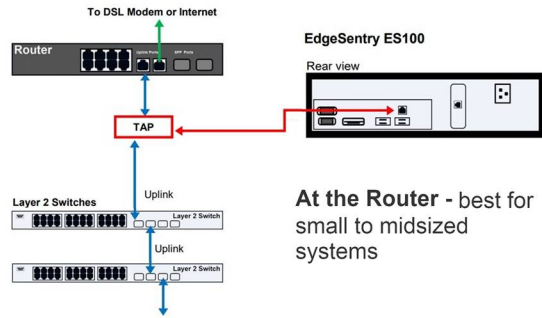 To DSL Modem or Internet
Router
Uplink Ports
SFP Ports
EdgeSentry ES100
Rear view
TAP
Uplink
Layer 2 Switches
Layer 2 Switch
Uplink
Layer 2 Switch
At the Router - best for
small to midsized
systems